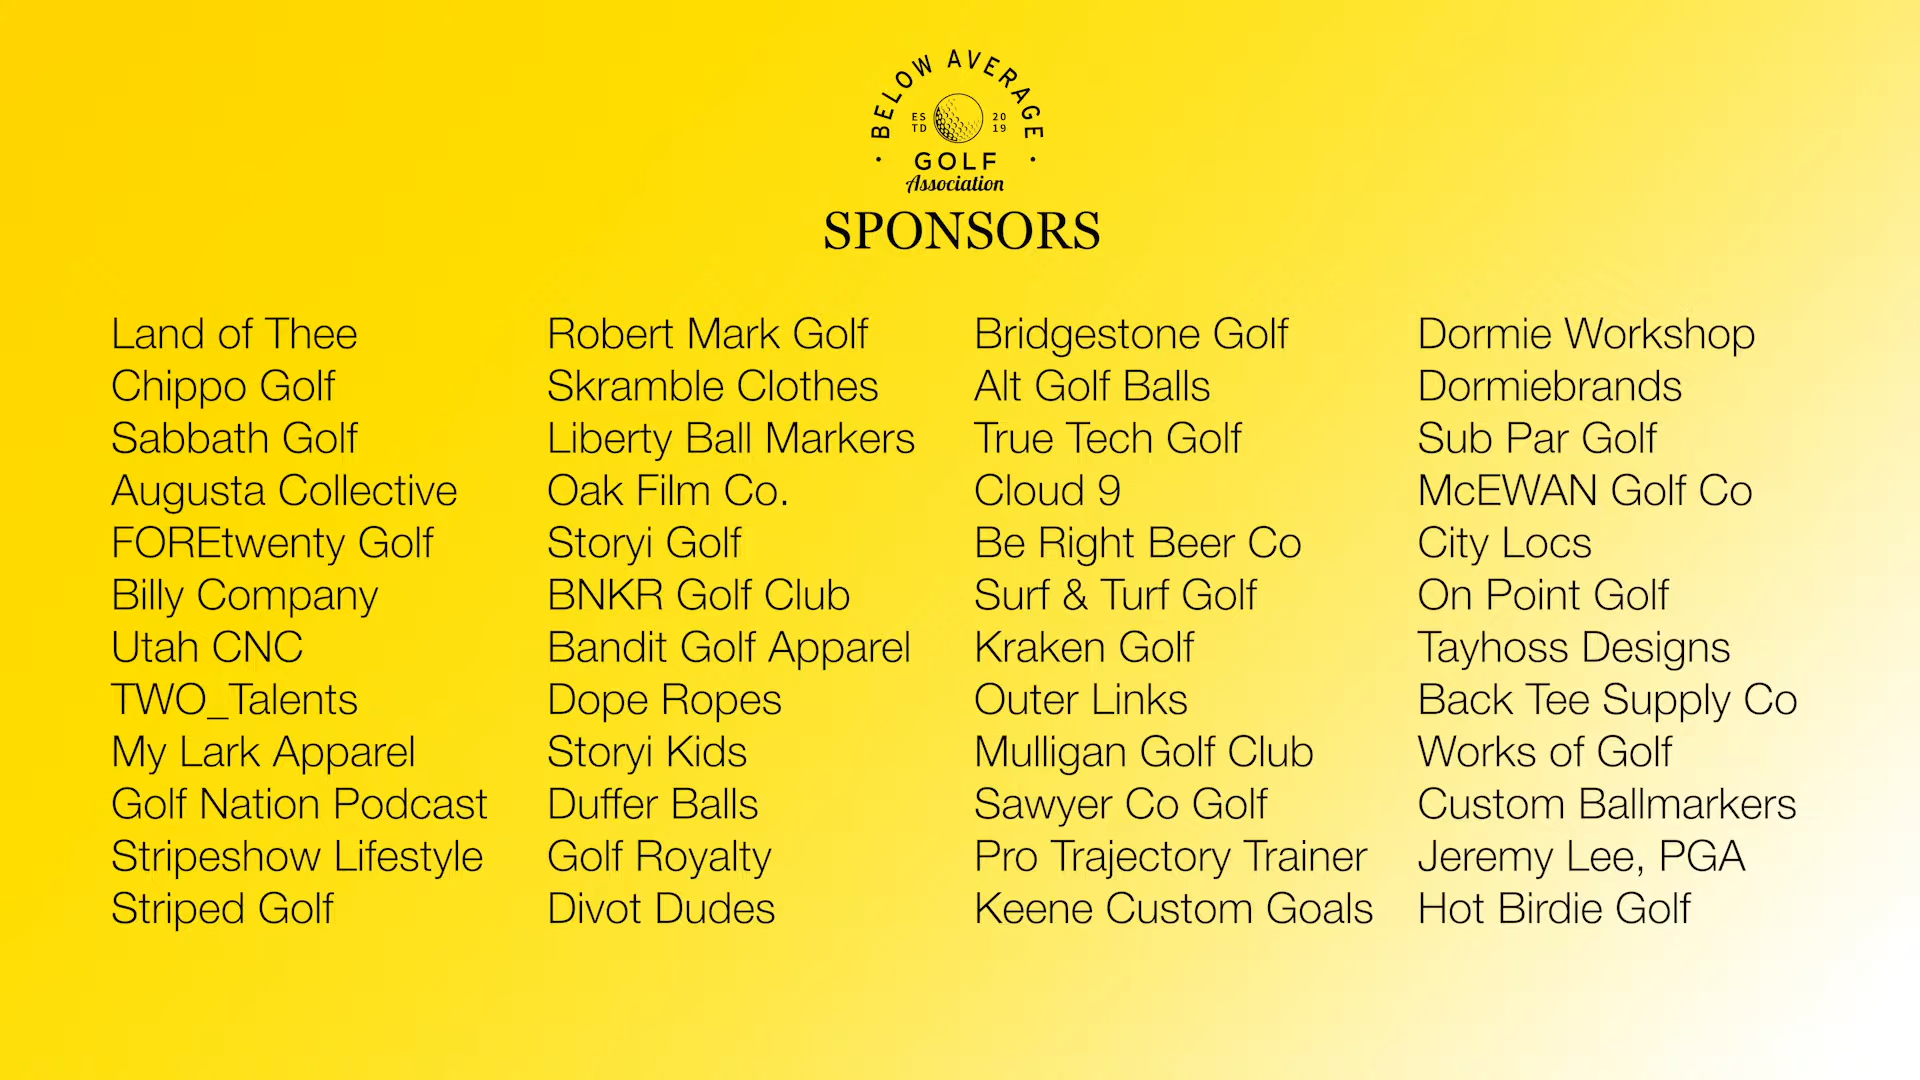 BELOW AVERAGE
ES 20
TD 19
GOLF
Association
SPONSORS
Land of Thee
Chippo Golf
Sabbath Golf
Augusta Collective
FOREtwenty Golf
Billy Company
Utah CNC
TWO_Talents
My Lark Apparel
Golf Nation Podcast
Stripeshow Lifestyle
Striped Golf
Robert Mark Golf
Skramble Clothes
Liberty Ball Markers
Oak Film Co.
Storyi Golf
BNKR Golf Club
Bandit Golf Apparel
Dope Ropes
Storyi Kids
Duffer Balls
Golf Royalty
Divot Dudes
Bridgestone Golf
Alt Golf Balls
True Tech Golf
Cloud 9
Be Right Beer Co
Surf & Turf Golf
Kraken Golf
Outer Links
Mulligan Golf Club
Sawyer Co Golf
Pro Trajectory Trainer
Keene Custom Goals
Dormie Workshop
Dormiebrands
Sub Par Golf
McEWAN Golf Co
City Locs
On Point Golf
Tayhoss Designs
Back Tee Supply Co
Works of Golf
Custom Ballmarkers
Jeremy Lee, PGA
Hot Birdie Golf